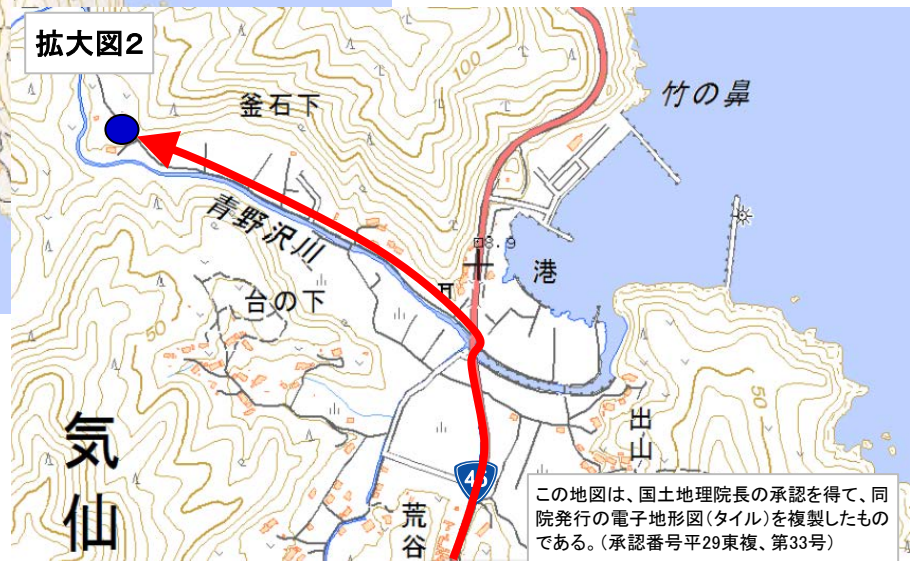 拡大図2
100
竹の鼻
釜石下
青野沢川
8.9
港
台の下
50
50
気仙
出山
45
荒谷
この地図は、国土地理院長の承認を得て、同
院発行の電子地形図(タイル)を複製したもの
である。(承認番号平29東複、第33号)